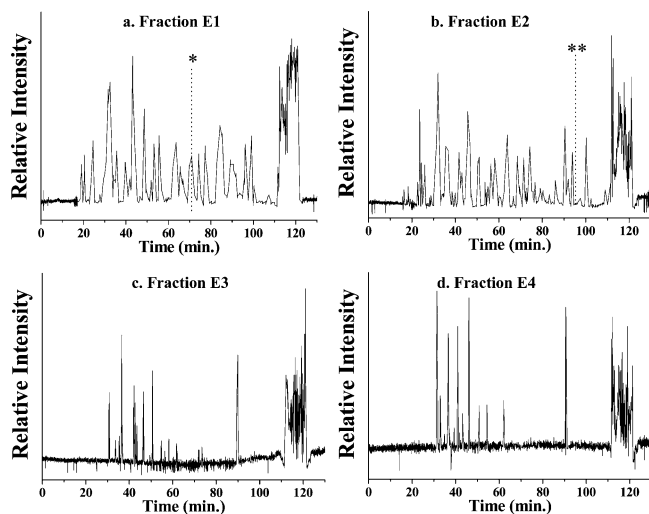 a. Fraction E1
*
Relative Intensity
0 20 40 60 80 100 120
Time (min.)
b. Fraction E2
**
Relative Intensity
0 20 40 60 80 100 120
Time (min.)
c. Fraction E3
Relative Intensity
0 20 40 60 80 100 120
Time (min.)
d. Fraction E4
Relative Intensity
0 20 40 60 80 100 120
Time (min.)